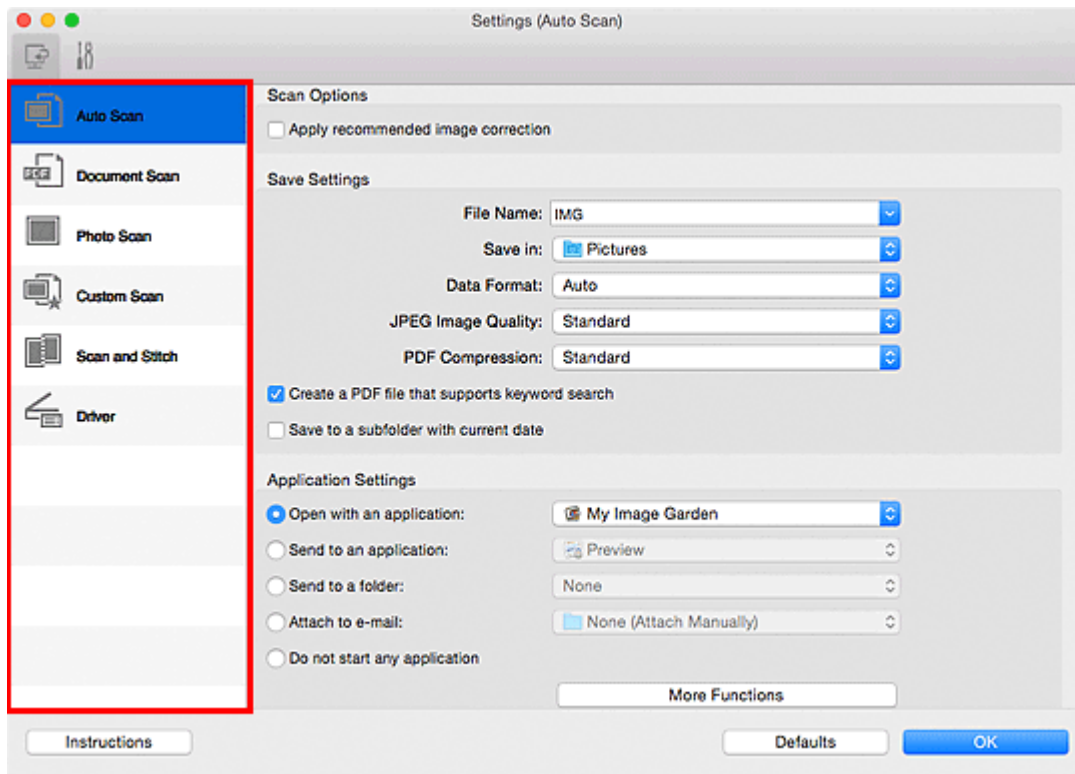 Settings (Auto Scan)
Auto Scan
Document Scan
Photo Scan
Custom Scan
Scan and Stitch
Driver
Scan Options
Apply recommended image correction
Save Settings
File Name: IMG
Save in: Pictures
Data Format: Auto
JPEG Image Quality: Standard
PDF Compression: Standard
Create a PDF file that supports keyword search
Save to a subfolder with current date
Application Settings
Open with an application: My Image Garden
Send to an application: Preview
Send to a folder: None
Attach to e-mail: None (Attach Manually)
Do not start any application
More Functions
Instructions
Defaults
OK